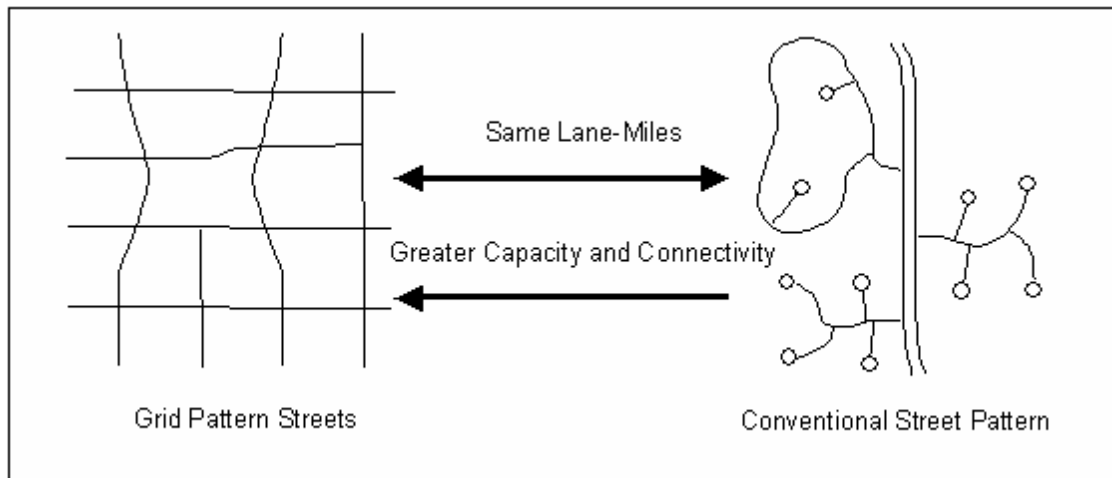 Same Lane-Miles
Greater Capacity and Connectivity
Grid Pattern Streets
Conventional Street Pattern